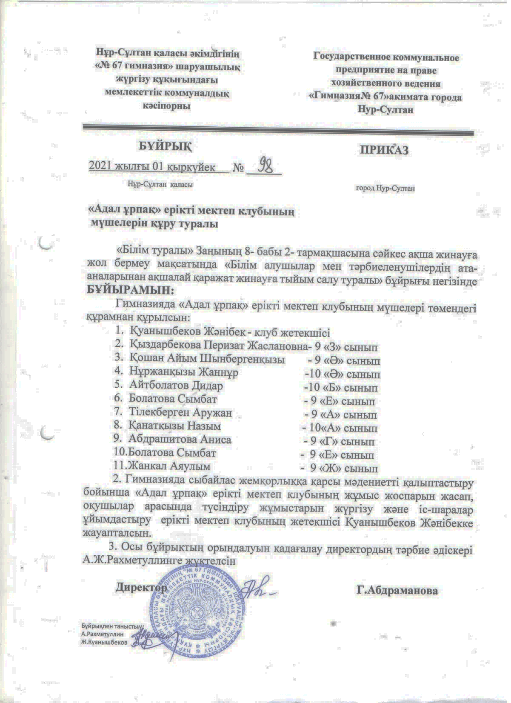 Нұр-Сұлтан қаласы әкімдігінің
«№ 67 гимназия» шаруашылық
жүргізу құқығындағы
мемлекеттік коммуналдық
кәсіпорны
Государственное коммунальное
предприятие на праве
хозяйственного ведения
«Гимназия№ 67»акимата города
Нур-Султан
БҰЙРЫҚ
ПРИКАЗ
2021 жылғы 01 қыркүйек № 98
Нұр-Сұлтан қаласы
город Нур-Султан
«Адал ұрпақ» ерікті мектеп клубының
мүшелерін құру туралы
«Білім туралы» Заңының 8- бабы 2- тармақшасына сәйкес ақша жинауға
жол бермеу мақсатында «Білім алушылар мен тәрбиеленушілердің ата-
аналарынан ақшалай қаражат жинауға тыйым салу туралы» бұйрығы негізінде
БҰЙЫРАМЫН:
Гимназияда «Адал ұрпақ» ерікті мектеп клубының мүшелері төмендегі
құрамнан құрылсын:
1. Қуанышбеков Жәнібек - клуб жетекшісі
2. Қыздарбекова Перизат Жаслановна- 9 «З» сынып
3. Қошан Айым Шынбергенқызы - 9 «Ә» сынып
4. Нұржанқызы Жаннұр -10 «Ә» сынып
5. Айтболатов Дидар -10 «Б» сынып
6. Болатова Сымбат - 9 «Е» сынып
7. Тілекберген Аружан - 9 «А» сынып
8. Қанатқызы Назым - 10«А» сынып
9. Абдрашитова Аниса - 9 «Г» сынып
10.Болатова Сымбат - 9 «Е» сынып
11.Жанкал Аяулым - 9 «Ж» сынып
2. Гимназияда сыбайлас жемқорлыққа қарсы мәдениетті қалыптастыру
бойынша «Адал ұрпақ» ерікті мектеп клубының жұмыс жоспарын жасап,
оқушылар арасында түсіндіру жұмыстарын жүргізу және іс-шаралар
ұйымдастыру ерікті мектеп клубының жетекшісі Қуанышбеков Жәнібекке
жауапталсын.
3. Осы бұйрықтың орындалуын қадағалау директордың тәрбие әдіскері
А.Ж.Рахметуллинге жүктелсін
Директор Г.Абдраманова
Бұйрықпен таныстым
А.Рахметуллин
Ж.Куанышбеков